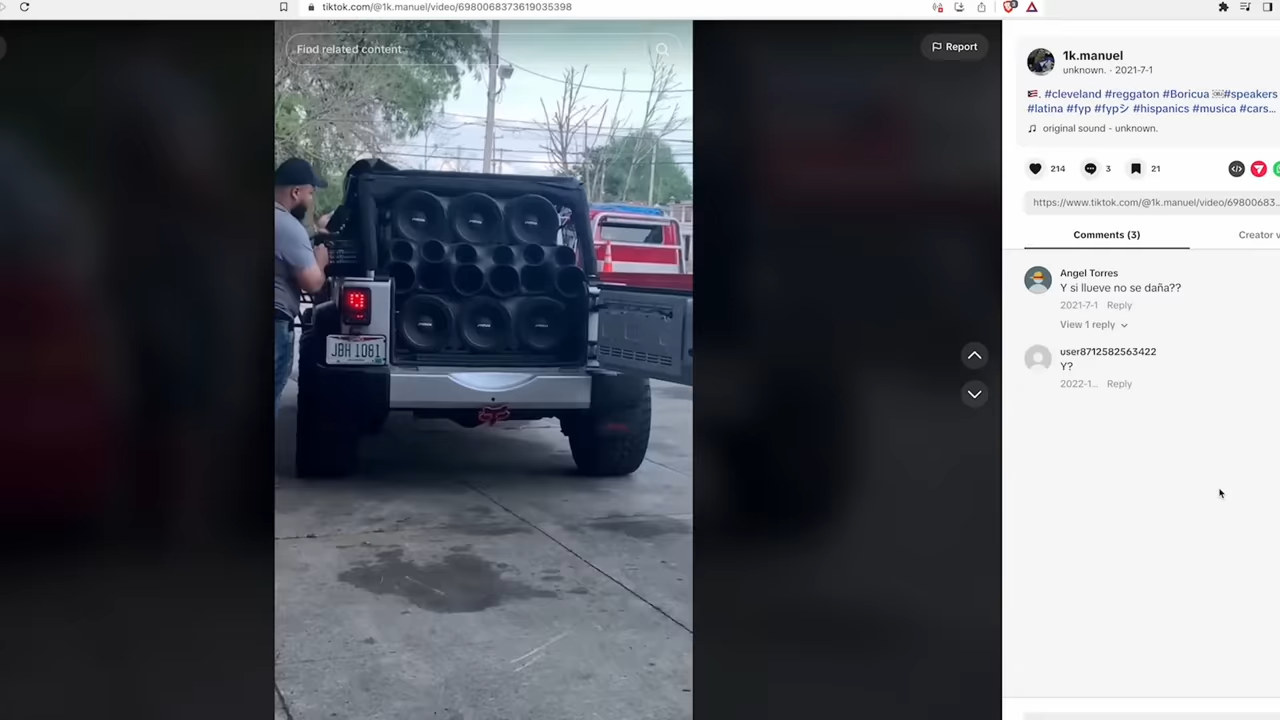 tiktok.com/@1k.manuel/video/6980068373619035398
Find related content
Report
JBH 1081
1k.manuel
unknown. · 2021-7-1
#cleveland #reggaton #Boricua #speakers
#latina #fyp #fypシ #hispanics #musica #cars...
original sound - unknown.
214
3
21
https://www.tiktok.com/@1k.manuel/video/69800683...
Comments (3)
Creator v
Angel Torres
Y si llueve no se daña??
2021-7-1 Reply
View 1 reply
user8712582563422
Y?
2022-1... Reply